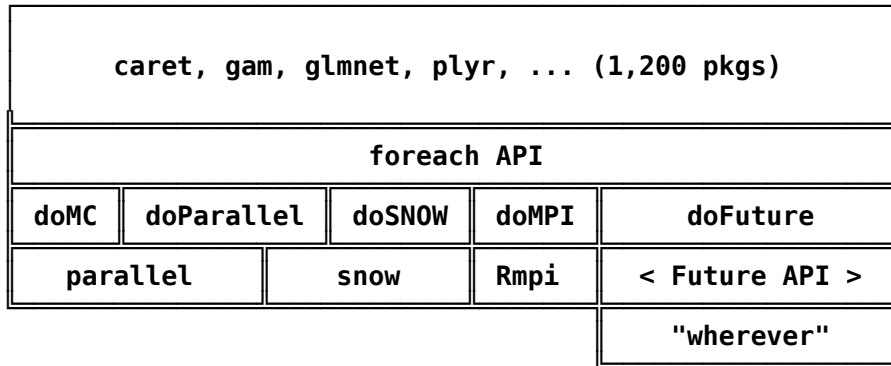 caret, gam, glmnet, plyr, ... (1,200 pkgs)
foreach API
doMC doParallel doSNOW doMPI doFuture
parallel snow Rmpi < Future API >
"wherever"